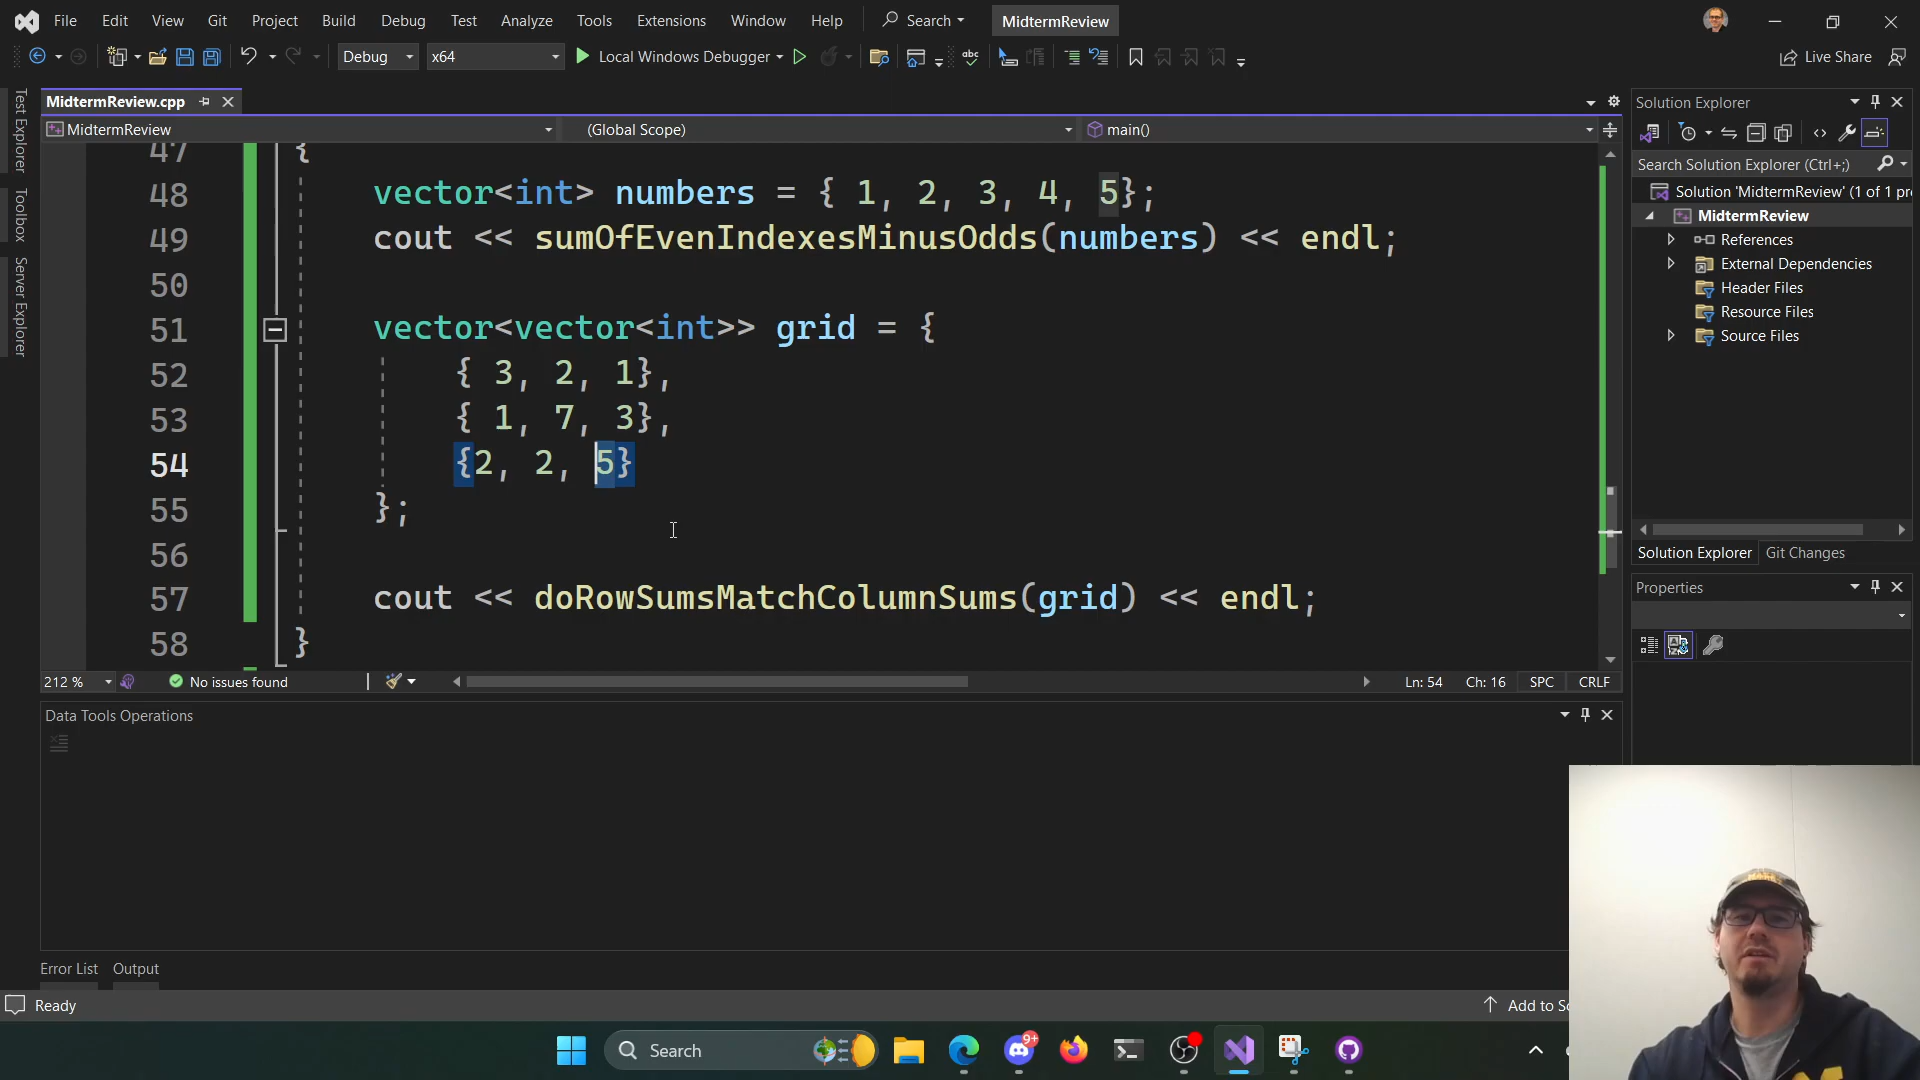 File Edit View Git Project Build Debug Test Analyze Tools Extensions Window Help Search MidtermReview
Debug x64 Local Windows Debugger Live Share
Test Explorer
Toolbox
Server Explorer
MidtermReview.cpp
MidtermReview (Global Scope) main()
47 {
48 vector<int> numbers = { 1, 2, 3, 4, 5};
49 cout << sumOfEvenIndexesMinusOdds(numbers) << endl;
50
51 vector<vector<int>> grid = {
52 { 3, 2, 1},
53 { 1, 7, 3},
54 {2, 2, 5}
55 };
56
57 cout << doRowSumsMatchColumnSums(grid) << endl;
58 }
212 % No issues found Ln: 54 Ch: 16 SPC CRLF
Solution Explorer
Search Solution Explorer (Ctrl+;)
Solution 'MidtermReview' (1 of 1 pr
MidtermReview
References
External Dependencies
Header Files
Resource Files
Source Files
Solution Explorer Git Changes
Properties
Data Tools Operations
Error List Output
Ready Add to So
Search 9+